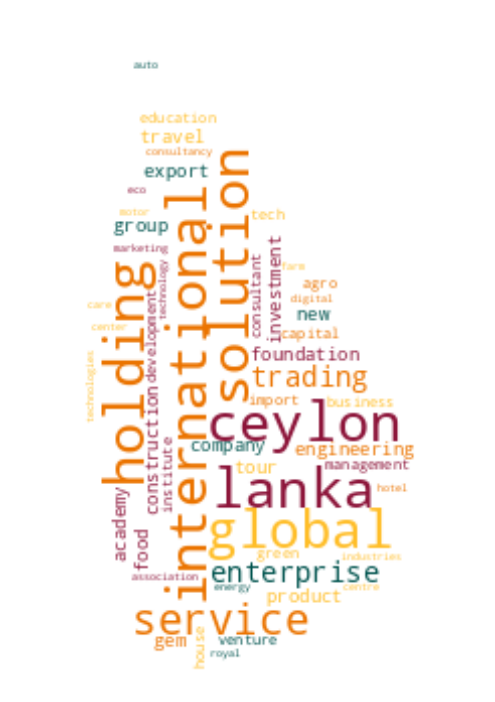 auto
education
travel
consultancy
export
eco
motor
group
tech
marketing
solution
international
holding
technology
consultant
investment
farm
agro
digital
new
capital
care
center
development
foundation
trading
technologies
import
business
construction
ceylon
company
engineering
institute
tour
management
lanka
hotel
academy
food
global
green
industries
association
enterprise
energy
centre
product
service
gem
house
venture
royal